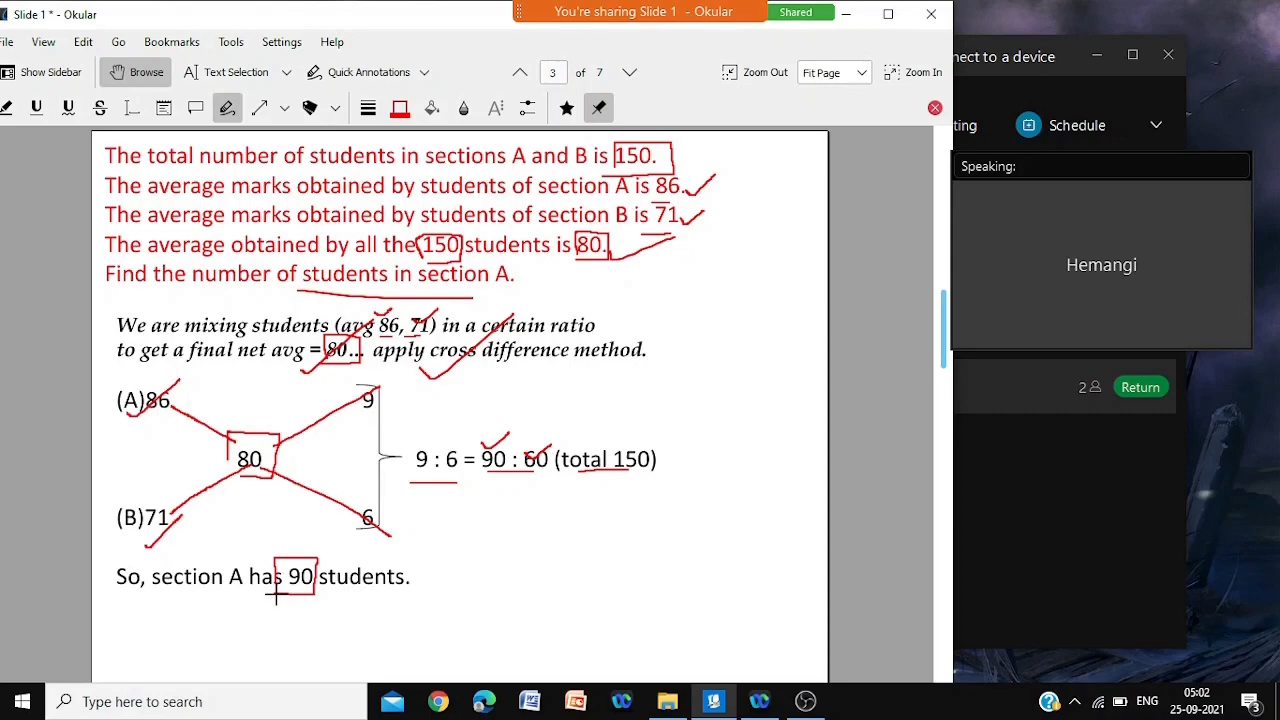 Slide 1 * - Okular
You're sharing Slide 1 - Okular
Shared
File View Edit Go Bookmarks Tools Settings Help
Show Sidebar Browse Text Selection Quick Annotations 3 of 7 Zoom Out Fit Page Zoom In
The total number of students in sections A and B is 150.
The average marks obtained by students of section A is 86.
The average marks obtained by students of section B is 71
The average obtained by all the 150 students is 80.
Find the number of students in section A.
We are mixing students (avg 86, 71) in a certain ratio
to get a final net avg = 80... apply cross difference method.
(A)86 9
80 9 : 6 = 90 : 60 (total 150)
(B)71 6
So, section A has 90 students.
nect to a device
ting Schedule
Speaking:
Hemangi
2 Return
Type here to search
ENG
05:02
25-09-2021
3